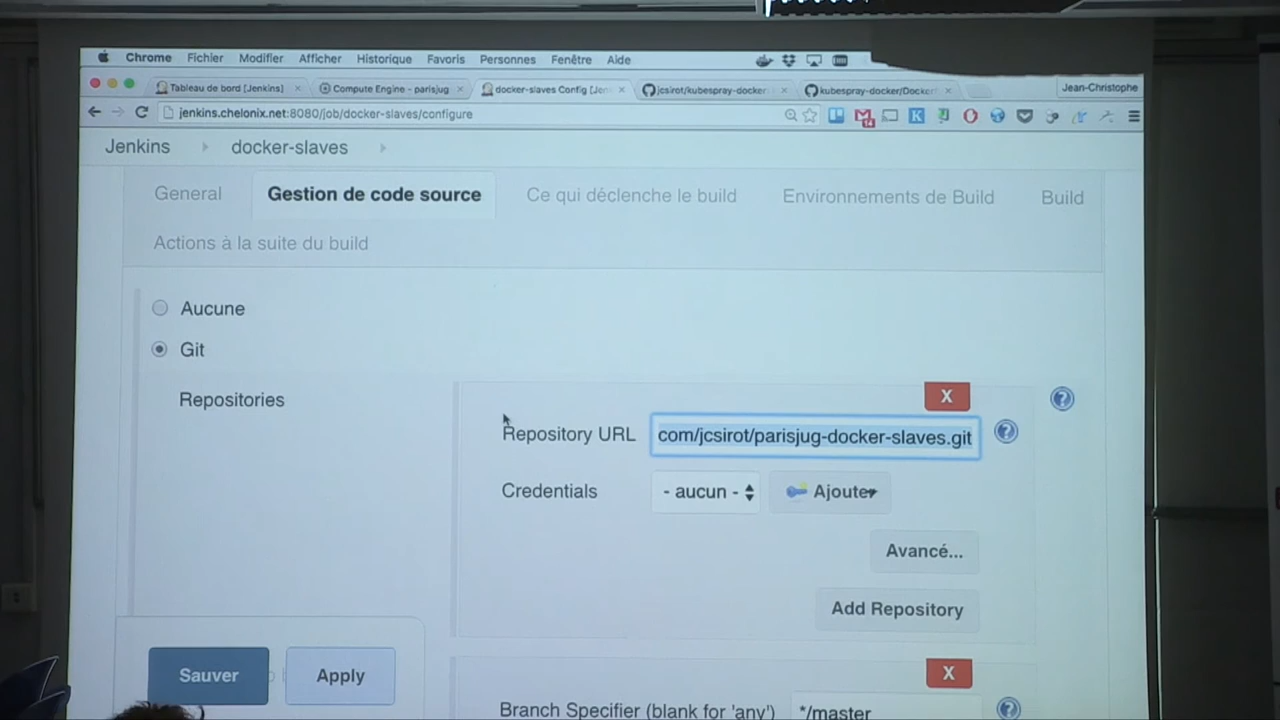 Chrome Fichier Modifier Afficher Historique Favoris Personnes Fenêtre Aide
Tableau de bord [Jenkins] Compute Engine - parisjug docker-slaves Config [Jen jcsirot/kubespray-docker kubespray-docker/Docker Jean-Christophe
jenkins.chelonix.net:8080/job/docker-slaves/configure
Jenkins docker-slaves
General Gestion de code source Ce qui déclenche le build Environnements de Build Build
Actions à la suite du build
Aucune
Git
Repositories X
Repository URL com/jcsirot/parisjug-docker-slaves.git
Credentials - aucun - Ajouter
Avancé...
Add Repository
Sauver Apply X
Branch Specifier (blank for 'any') */master